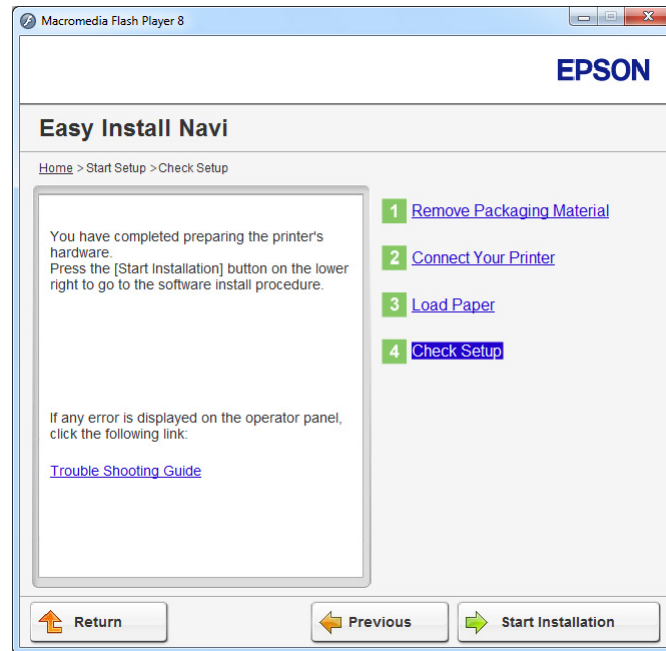 Macromedia Flash Player 8
EPSON
Easy Install Navi
Home > Start Setup >Check Setup
You have completed preparing the printer's
hardware.
Press the [Start Installation] button on the lower
right to go to the software install procedure.
If any error is displayed on the operator panel,
click the following link:
Trouble Shooting Guide
1 Remove Packaging Material
2 Connect Your Printer
3 Load Paper
4 Check Setup
Return
Previous
Start Installation